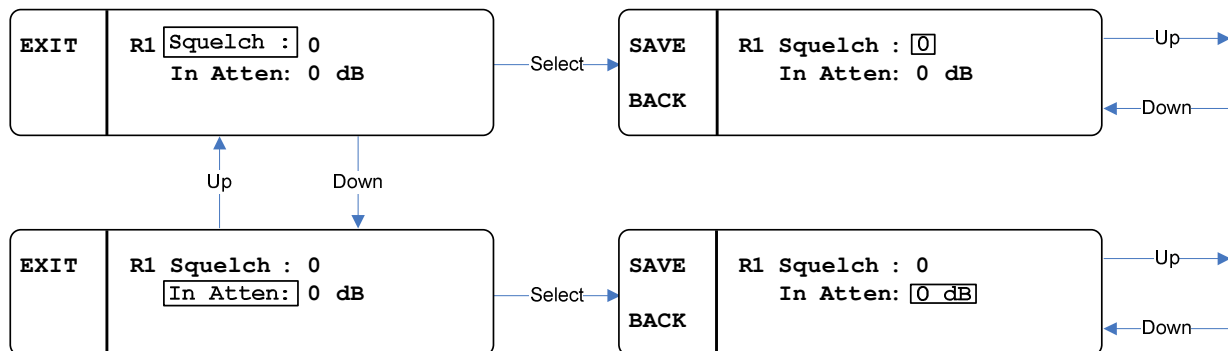 EXIT R1 Squelch : 0
In Atten: 0 dB
Select
SAVE R1 Squelch : 0
In Atten: 0 dB
BACK
Up
Down
Up
Down
EXIT R1 Squelch : 0
In Atten: 0 dB
Select
SAVE R1 Squelch : 0
In Atten: 0 dB
BACK
Up
Down